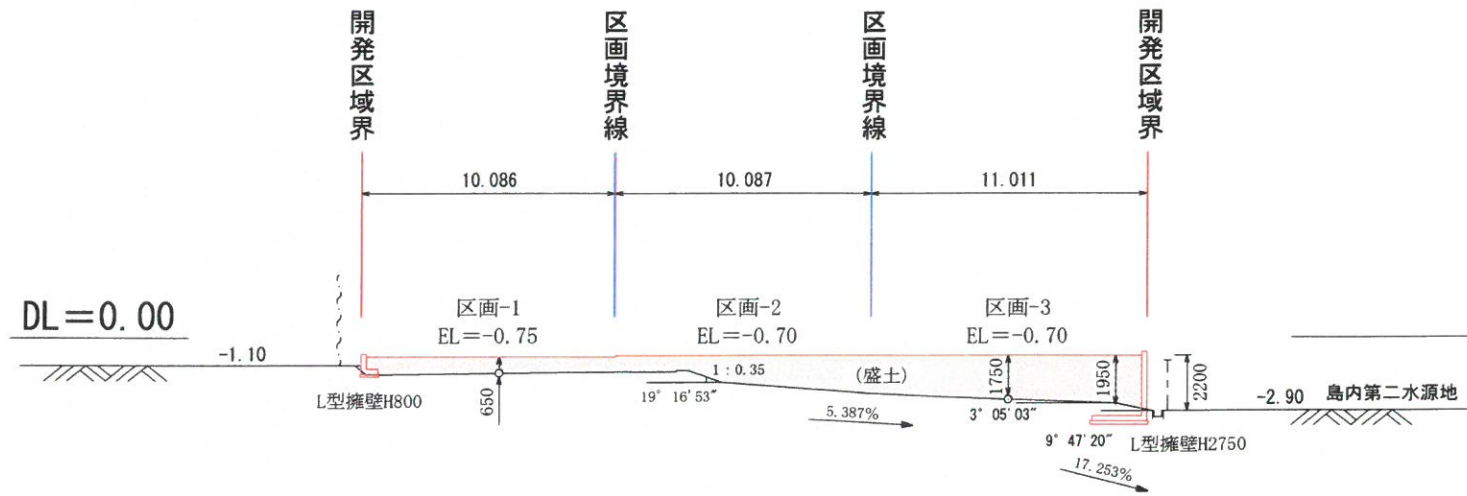 開発区域界
区画境界線
区画境界線
開発区域界
10.086
10.087
11.011
DL=0.00
区画-1
EL=-0.75
区画-2
EL=-0.70
区画-3
EL=-0.70
-1.10
L型擁壁H800
650
1:0.35
19° 16'53"
(盛土)
5.387%
1750
3° 05'03"
1950
2200
-2.90
島内第二水源地
9° 47'20"
L型擁壁H2750
17.253%